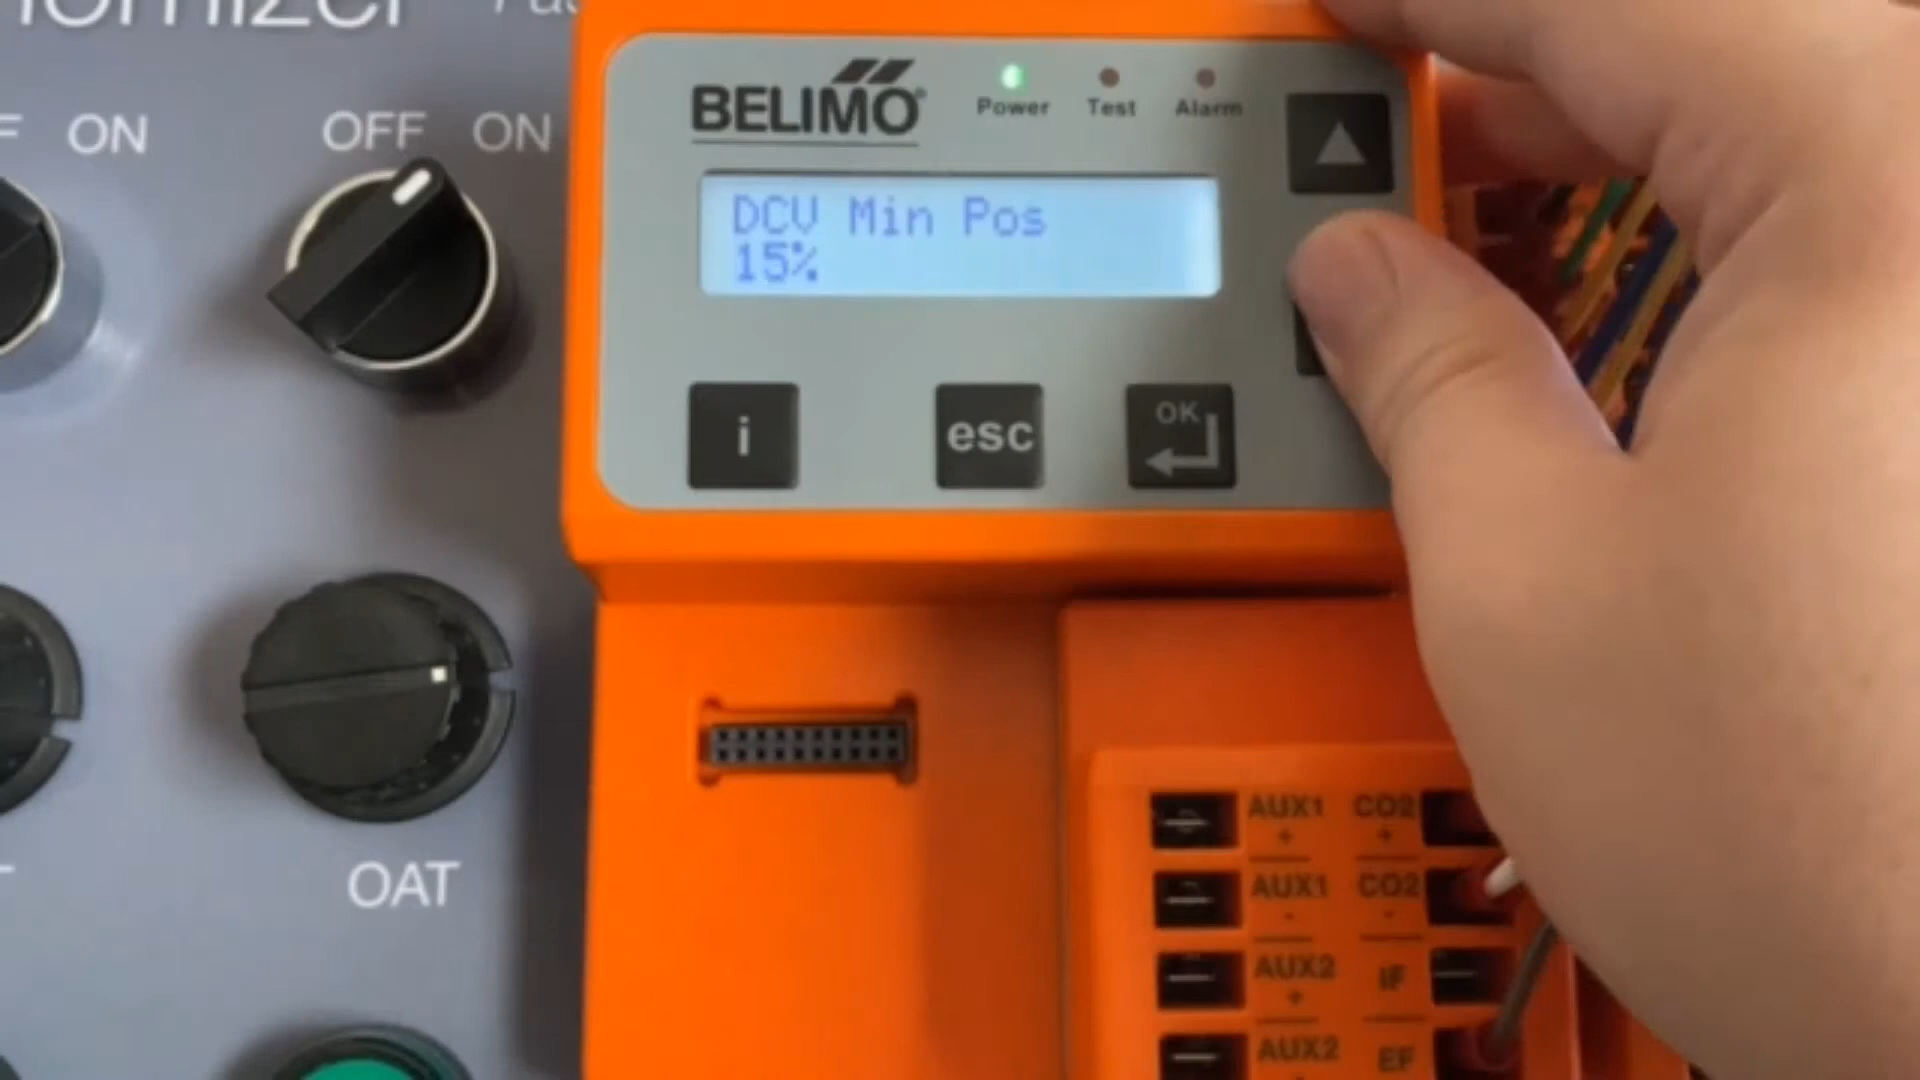 ON
OFF ON
BELIMO
Power Test Alarm
DCV Min Pos
15%
i
esc
OK
OAT
AUX1 CO2
+ +
AUX1 CO2
- -
AUX2 IF
+
AUX2 EF